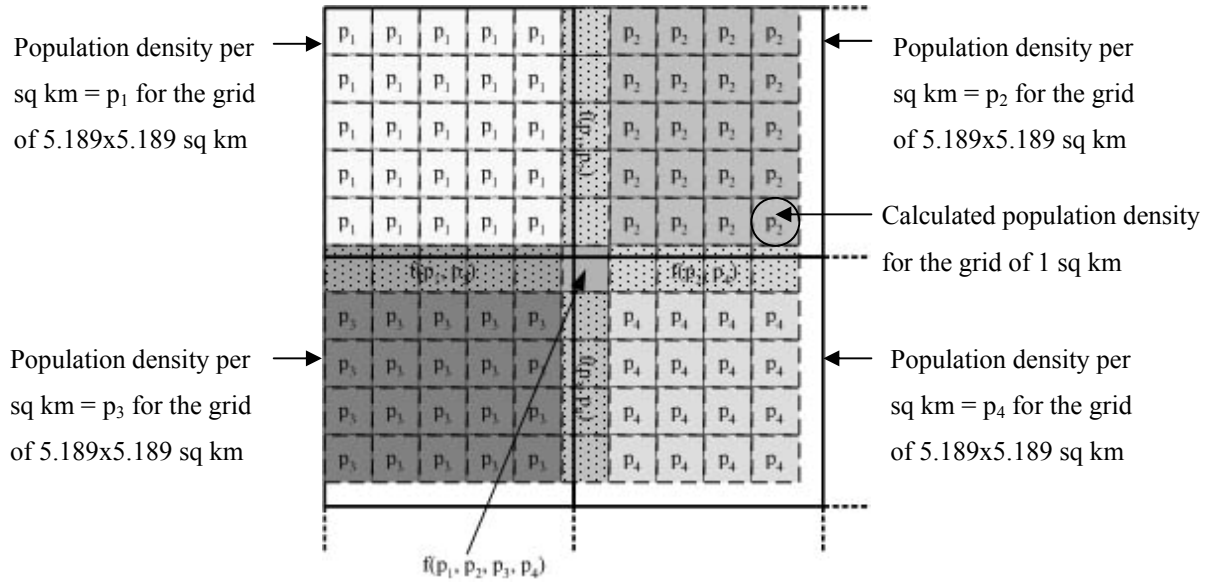 Population density per
sq km = p₁ for the grid
of 5.189x5.189 sq km
p₁ p₁ p₁ p₁ p₁ p₂ p₂ p₂ p₂
p₁ p₁ p₁ p₁ p₁ p₂ p₂ p₂ p₂
p₁ p₁ p₁ p₁ p₁ p₂ p₂ p₂ p₂
p₁ p₁ p₁ p₁ p₁ p₂ p₂ p₂ p₂
p₁ p₁ p₁ p₁ p₁ p₂ p₂ p₂ p₂
Population density per
sq km = p₂ for the grid
of 5.189x5.189 sq km
Calculated population density
for the grid of 1 sq km
Population density per
sq km = p₃ for the grid
of 5.189x5.189 sq km
p₃ p₃ p₃ p₃ p₃ p₄ p₄ p₄ p₄
p₃ p₃ p₃ p₃ p₃ p₄ p₄ p₄ p₄
p₃ p₃ p₃ p₃ p₃ p₄ p₄ p₄ p₄
p₃ p₃ p₃ p₃ p₃ p₄ p₄ p₄ p₄
Population density per
sq km = p₄ for the grid
of 5.189x5.189 sq km
f(p₁, p₂, p₃, p₄)